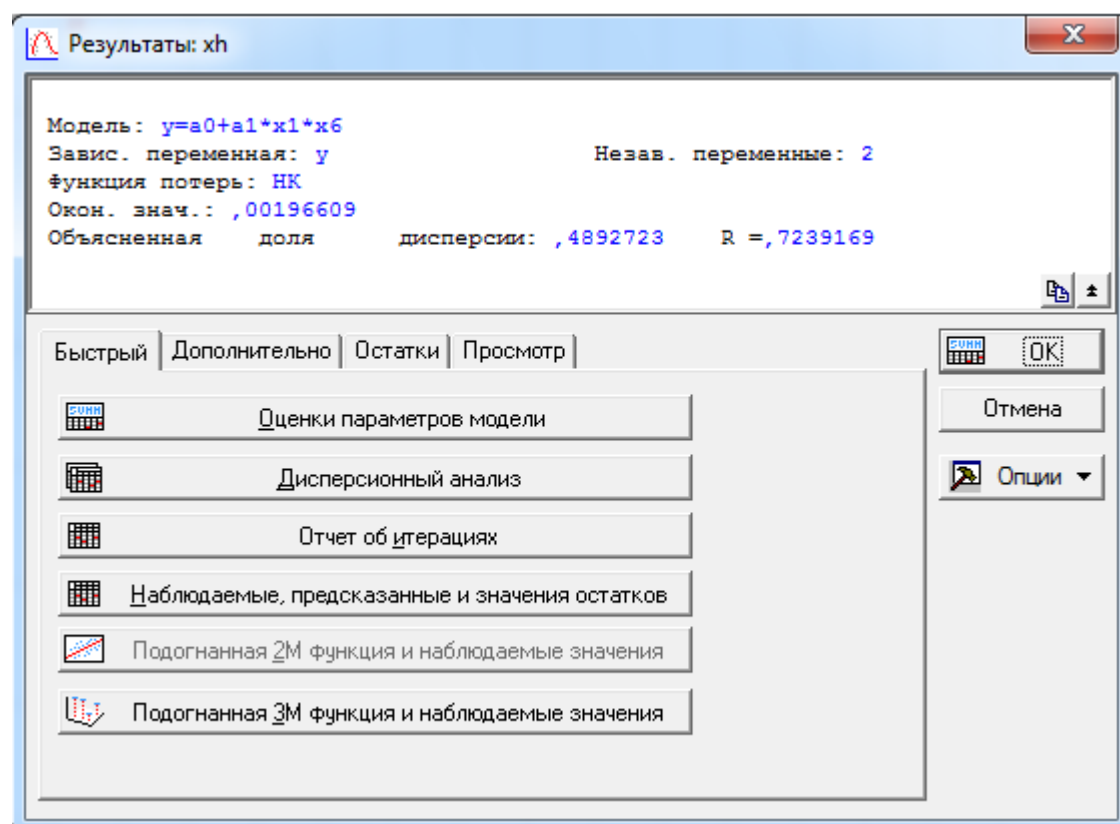 Результаты: xh
Модель: y=a0+a1*x1*x6
Завис. переменная: y Незав. переменные: 2
Функция потерь: НК
Окон. знач.: ,00196609
Объясненная доля дисперсии: ,4892723 R =,7239169
Быстрый Дополнительно Остатки Просмотр
SUMM OK
SUMM Оценки параметров модели
Отмена
Дисперсионный анализ
Опции
Отчет об итерациях
Наблюдаемые, предсказанные и значения остатков
Подогнанная 2М функция и наблюдаемые значения
Подогнанная 3М функция и наблюдаемые значения